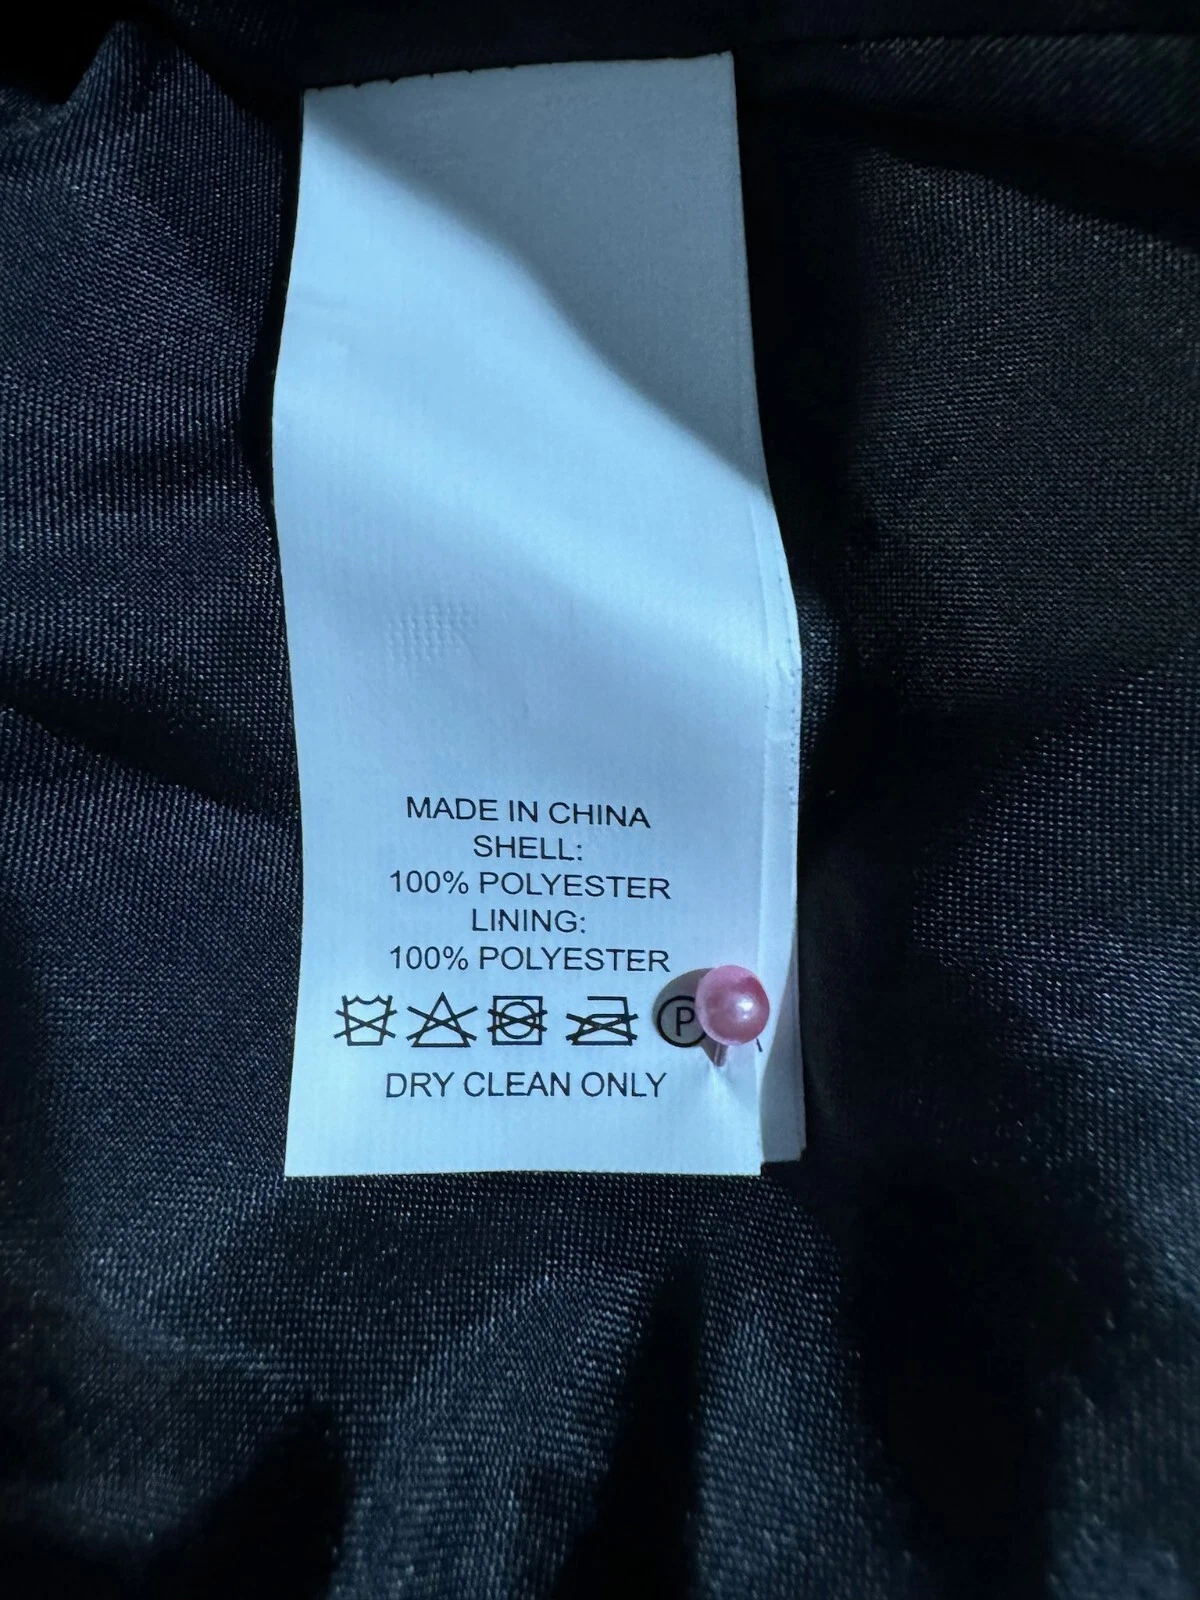 MADE IN CHINA
SHELL:
100% POLYESTER
LINING:
100% POLYESTER
P
DRY CLEAN ONLY